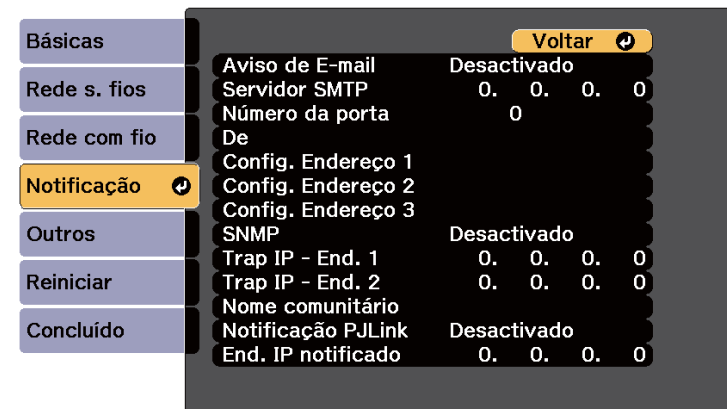 Básicas
Rede s. fios
Rede com fio
Notificação
Outros
Reiniciar
Concluído
Voltar
Aviso de E-mail Desactivado
Servidor SMTP 0. 0. 0. 0
Número da porta 0
De
Config. Endereço 1
Config. Endereço 2
Config. Endereço 3
SNMP Desactivado
Trap IP - End. 1 0. 0. 0. 0
Trap IP - End. 2 0. 0. 0. 0
Nome comunitário
Notificação PJLink Desactivado
End. IP notificado 0. 0. 0. 0